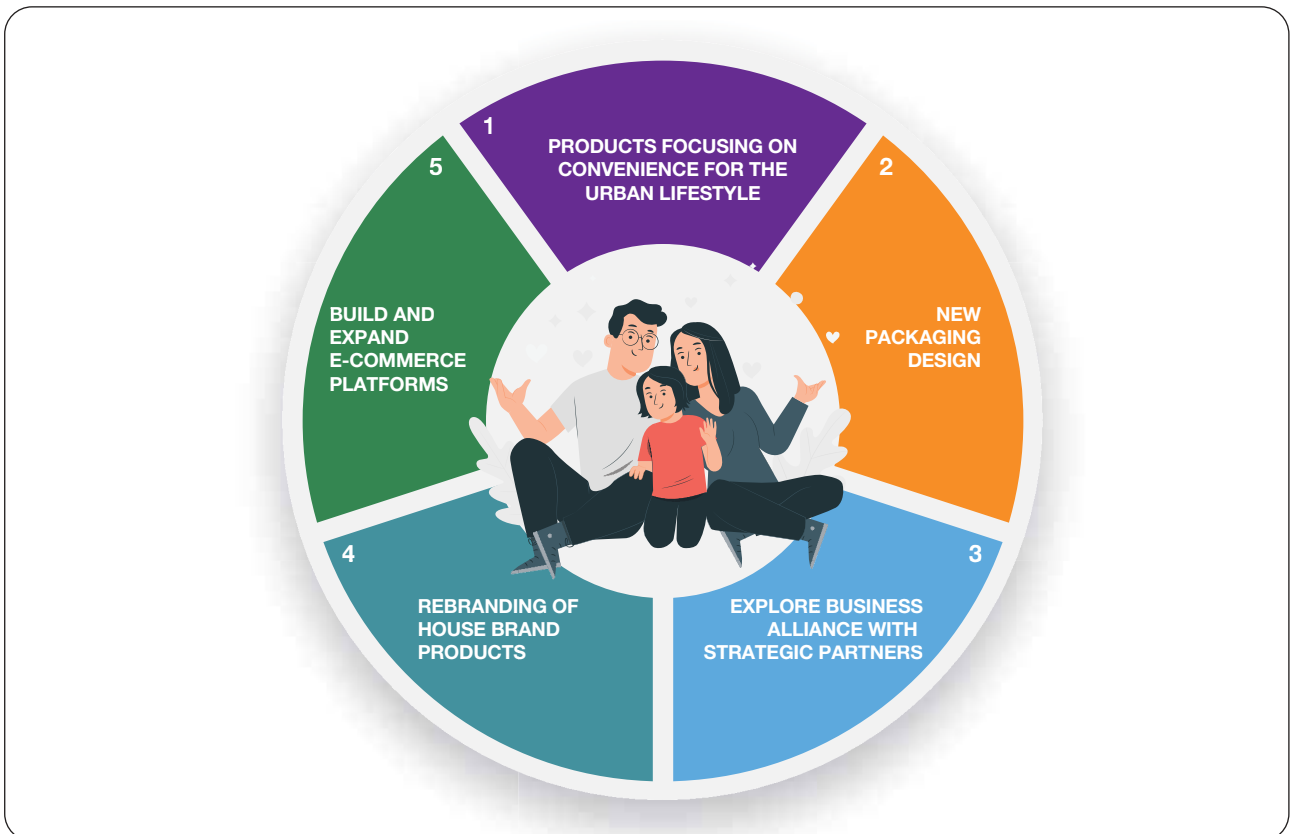 1
PRODUCTS FOCUSING ON
CONVENIENCE FOR THE
URBAN LIFESTYLE
2
NEW
PACKAGING
DESIGN
3
EXPLORE BUSINESS
ALLIANCE WITH
STRATEGIC PARTNERS
4
REBRANDING OF
HOUSE BRAND
PRODUCTS
5
BUILD AND
EXPAND
E-COMMERCE
PLATFORMS